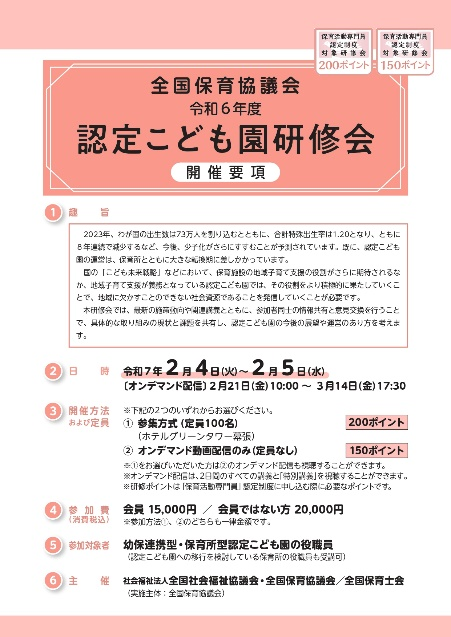 保育活動専門員
認定制度
対象研修会
200ポイント
保育活動専門員
認定制度
対象研修会
150ポイント
全国保育協議会
令和6年度
認定こども園研修会
開催要項
1 趣旨
2023年、わが国の出生数は73万人を割り込むとともに、合計特殊出生率は1.20となり、ともに
8年連続で減少するなど、今後、少子化がさらにすすむことが予測されています。既に、認定こども
園の運営は、保育所とともに大きな転換期に差しかかっています。
国の「こども未来戦略」などにおいて、保育施設の地域子育て支援の役割がさらに期待されるな
か、地域子育て支援が義務となっている認定こども園では、その役割をより積極的に果たしていくこ
とで、地域に欠かすことのできない社会資源であることを発信していくことが必要です。
本研修会では、最新の施策動向や関連講義とともに、参加者同士の情報共有と意見交換を行うこと
で、具体的な取り組みの現状と課題を共有し、認定こども園の今後の展望や運営のあり方を考えま
す。
2 日時
令和7年2月4日(火)～2月5日(水)
〔オンデマンド配信〕2月21日(金)10:00 ～ 3月14日(金)17:30
3 開催方法
および定員
※下記の2つのいずれからお選びください。
① 参集方式(定員100名) 200ポイント
(ホテルグリーンタワー幕張)
② オンデマンド動画配信のみ(定員なし) 150ポイント
※①をお選びいただいた方は②のオンデマンド配信も視聴することができます。
※オンデマンド配信は、2日間のすべての講義と「特別講義」を視聴することができます。
※研修ポイントは「保育活動専門員」認定制度に申し込む際に必要なポイントです。
4 参加費
(消費税込)
会員 15,000円 ／ 会員ではない方 20,000円
※参加方法①、②のどちらも一律金額です。
5 参加対象者
幼保連携型・保育所型認定こども園の役職員
(認定こども園への移行を検討している保育所の役職員も受講可)
6 主催
社会福祉法人全国社会福祉協議会・全国保育協議会／全国保育士会
(実施主体：全国保育協議会)